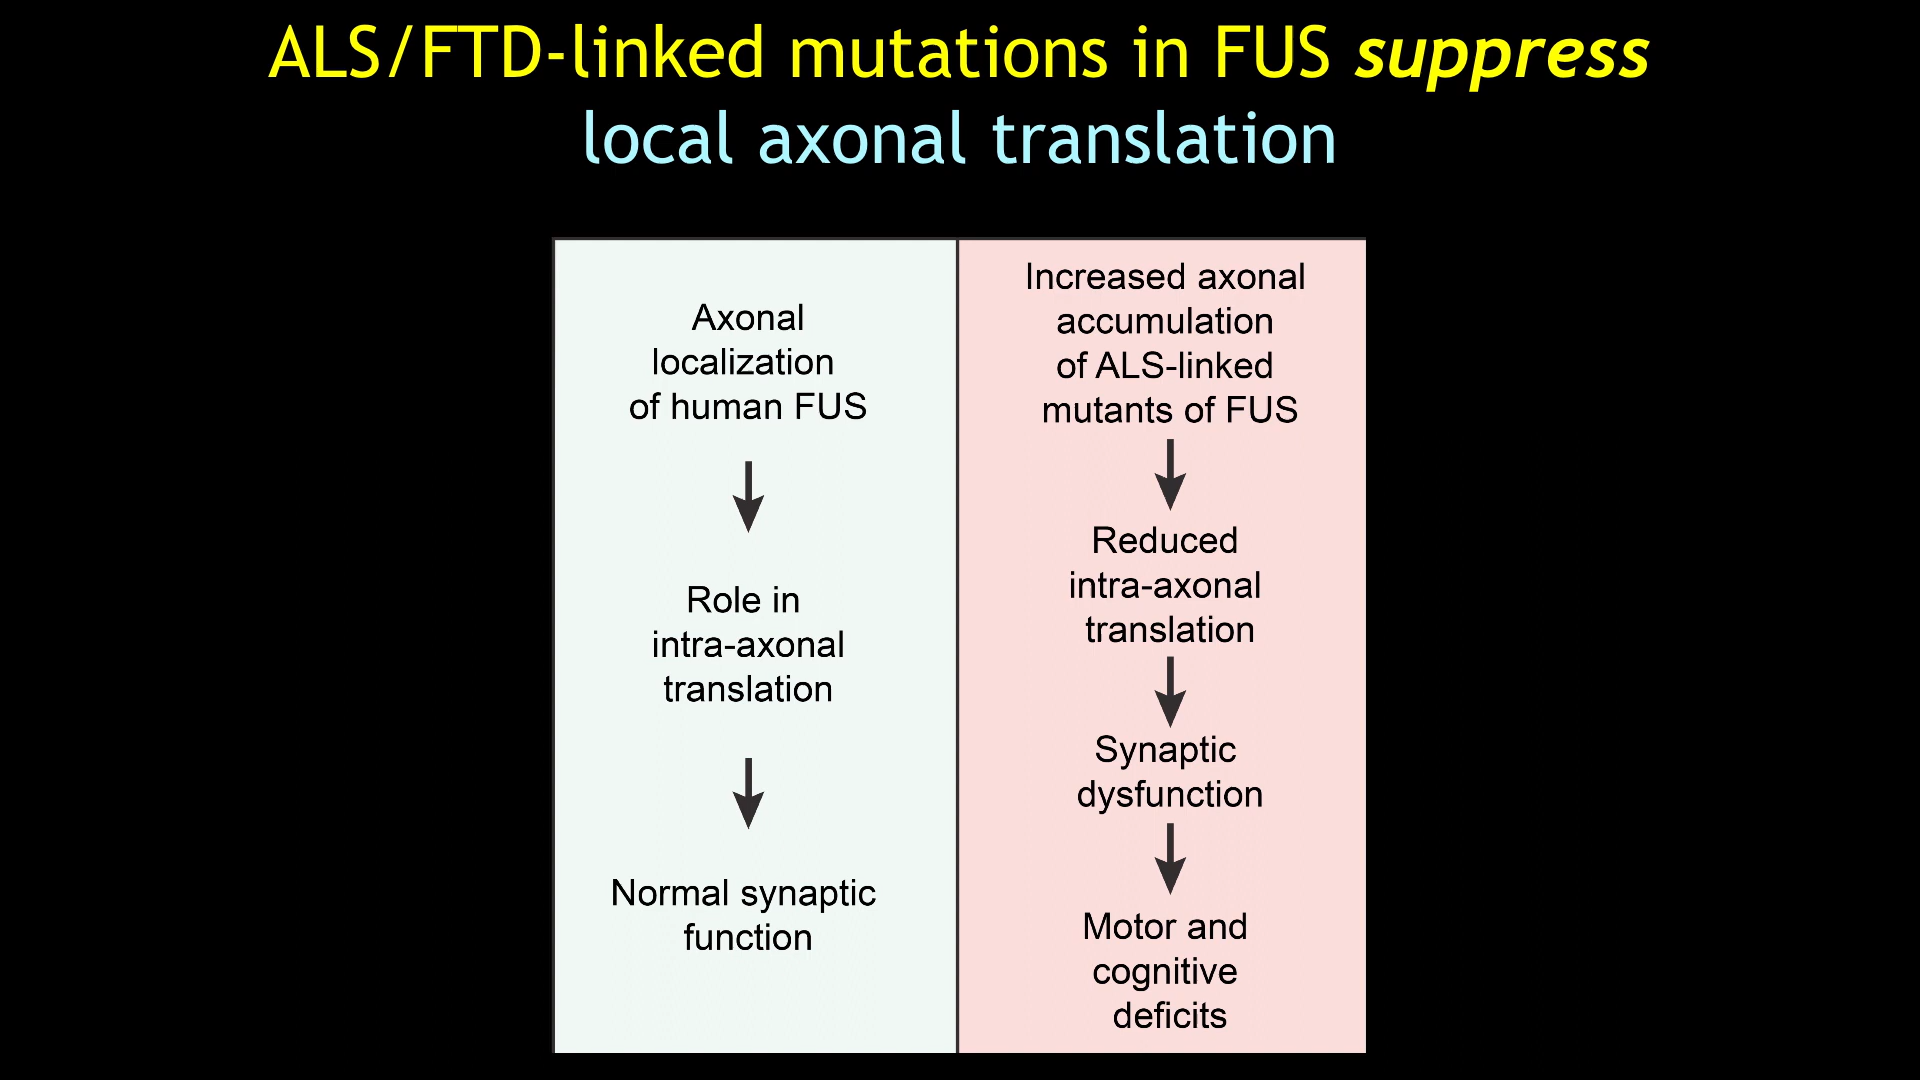 ALS/FTD-linked mutations in FUS suppress
local axonal translation
Axonal
localization
of human FUS
Role in
intra-axonal
translation
Normal synaptic
function
Increased axonal
accumulation
of ALS-linked
mutants of FUS
Reduced
intra-axonal
translation
Synaptic
dysfunction
Motor and
cognitive
deficits